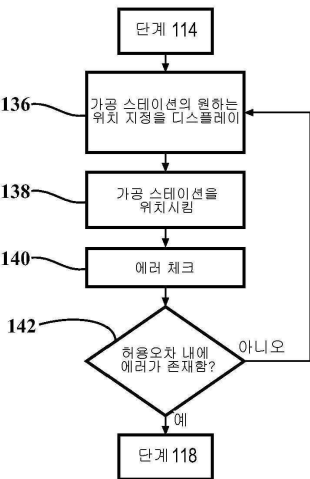 단계 114
136
가공 스테이션의 원하는
위치 지정을 디스플레이
138
가공 스테이션을
위치시킴
140
에러 체크
142
허용오차 내에
에러가 존재함?
아니오
예
단계 118